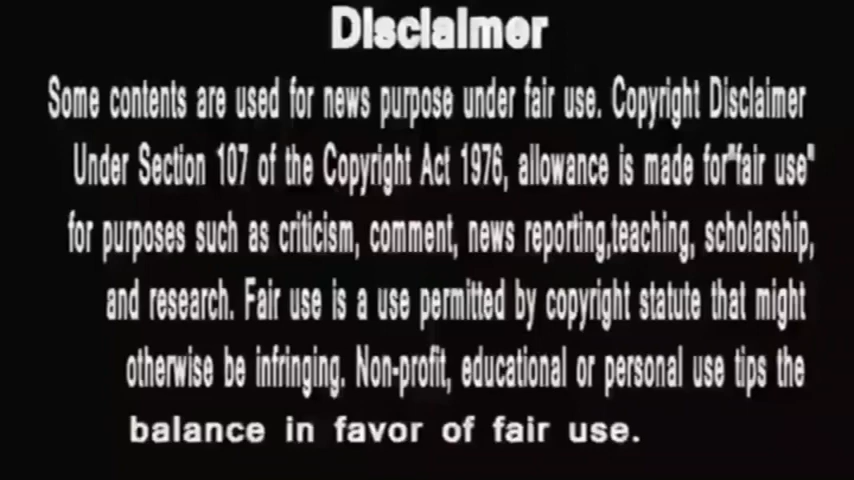 Disclaimer
Some contents are used for news purpose under fair use. Copyright Disclaimer
Under Section 107 of the Copyright Act 1976, allowance is made for"fair use"
for purposes such as criticism, comment, news reporting,teaching, scholarship,
and research. Fair use is a use permitted by copyright statute that might
otherwise be infringing. Non-profit, educational or personal use tips the
balance in favor of fair use.